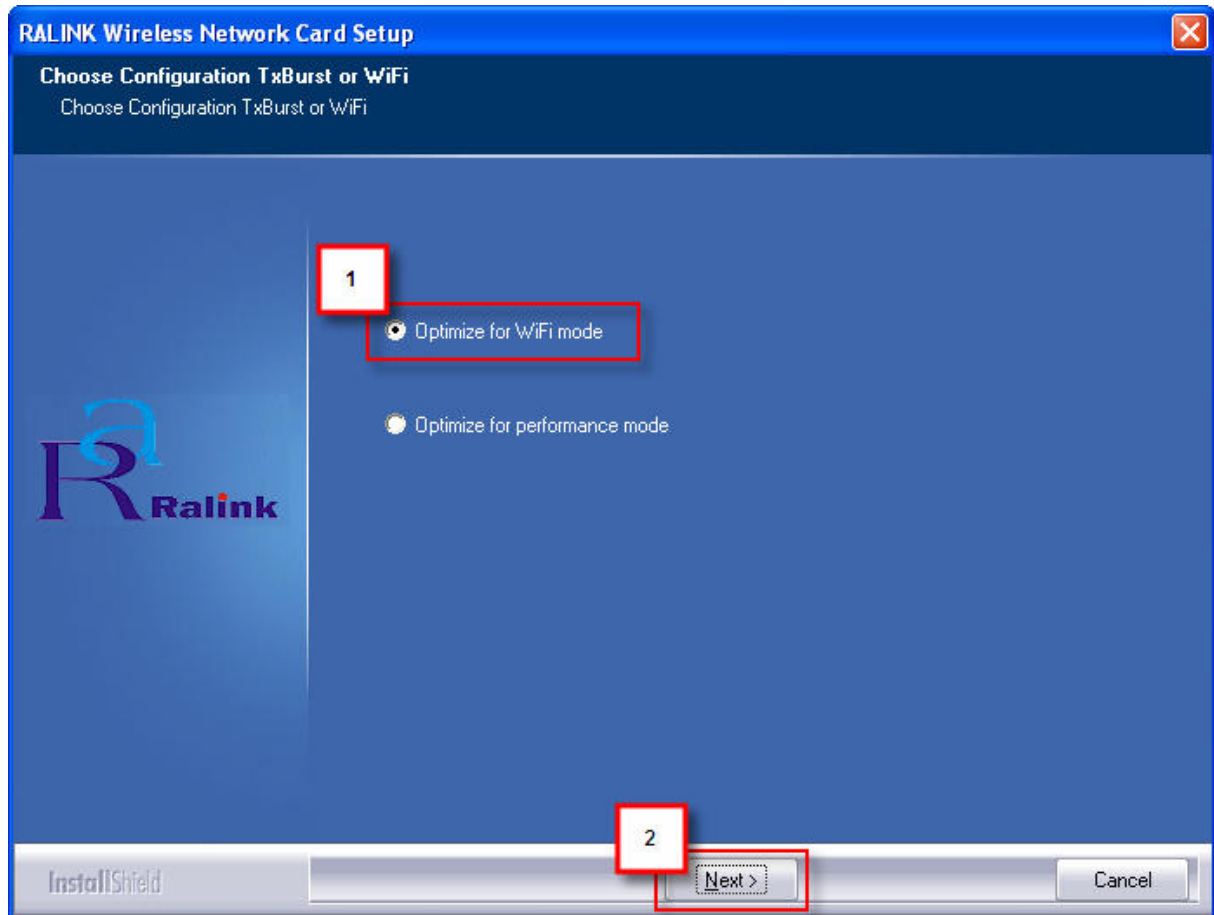 RALINK Wireless Network Card Setup
Choose Configuration TxBurst or WiFi
Choose Configuration TxBurst or WiFi
1
Optimize for WiFi mode
Optimize for performance mode
Ra
Ralink
2
InstallShield
Next >
Cancel